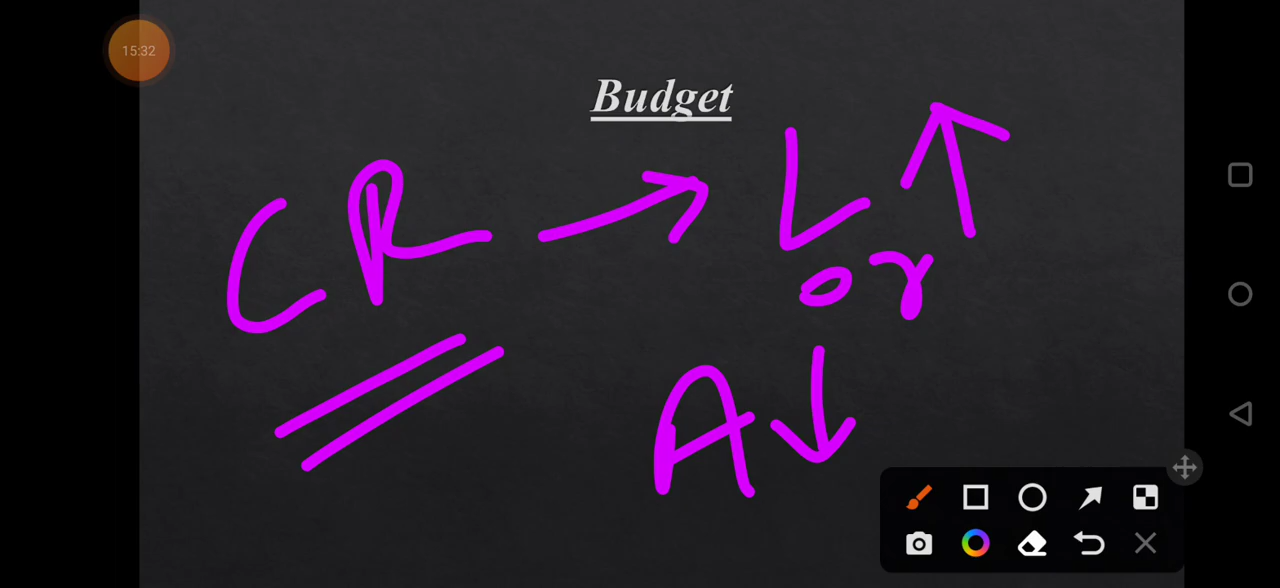 15:32
Budget
CR → L ↑
or
A ↓